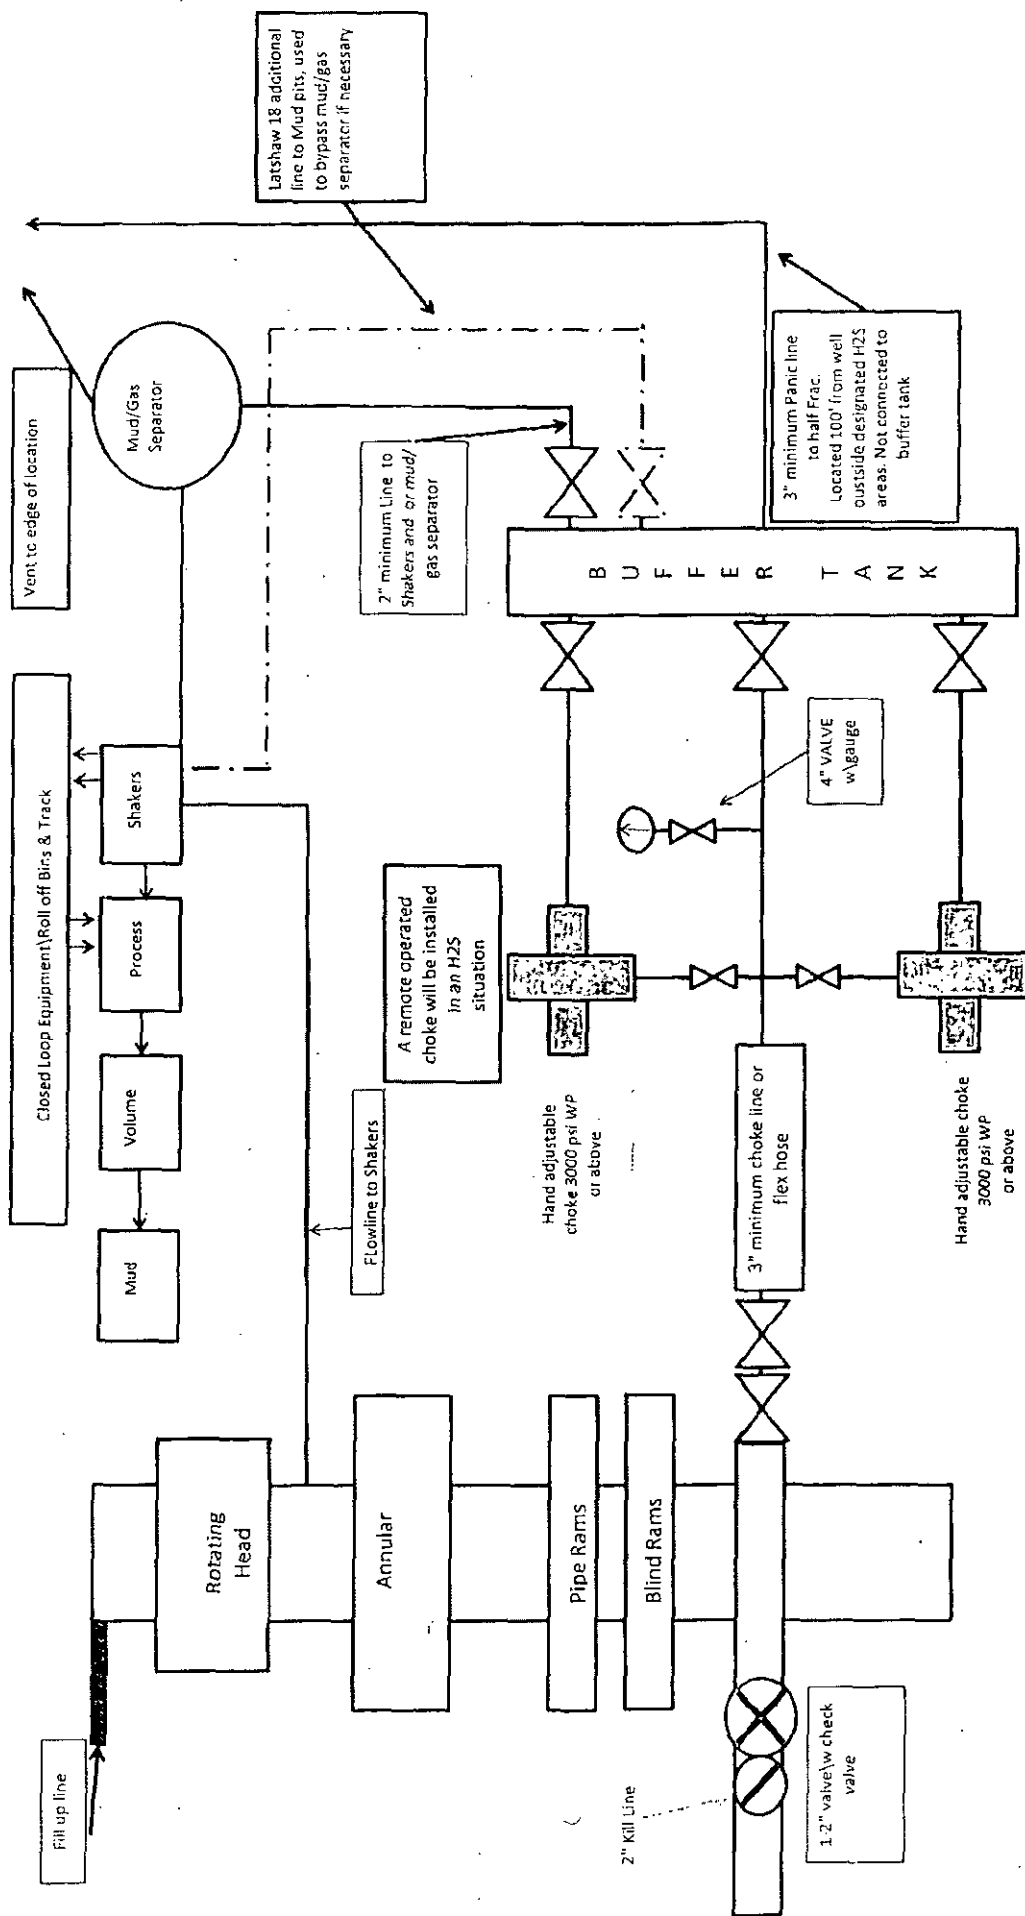 Fill up line
Rotating
Head
Annular
Pipe Rams
Blind Rams
2" Kill Line
1-2" valve\w check
valve
Closed Loop Equipment\Roll off Bins & Track
Mud
Volume
Process
Shakers
FLowline to Shakers
Vent to edge of location
Mud/Gas
Separator
Latshaw 18 additional
line to Mud pits, used
to bypass mud/gas
separator if necessary
2" minimum Line to
Shakers and or mud/
gas separator
A remote operated
choke will be installed
in an H2S
situation
Hand adjustable
choke 3000 psi WP
or above
4" VALVE
w\gauge
3" minimum choke line or
flex hose
Hand adjustable choke
3000 psi WP
or above
BUFFER TANK
3" minimum Panic line
to half Frac.
Located 100' from well
oustside designated H2S
areas. Not connected to
buffer tank